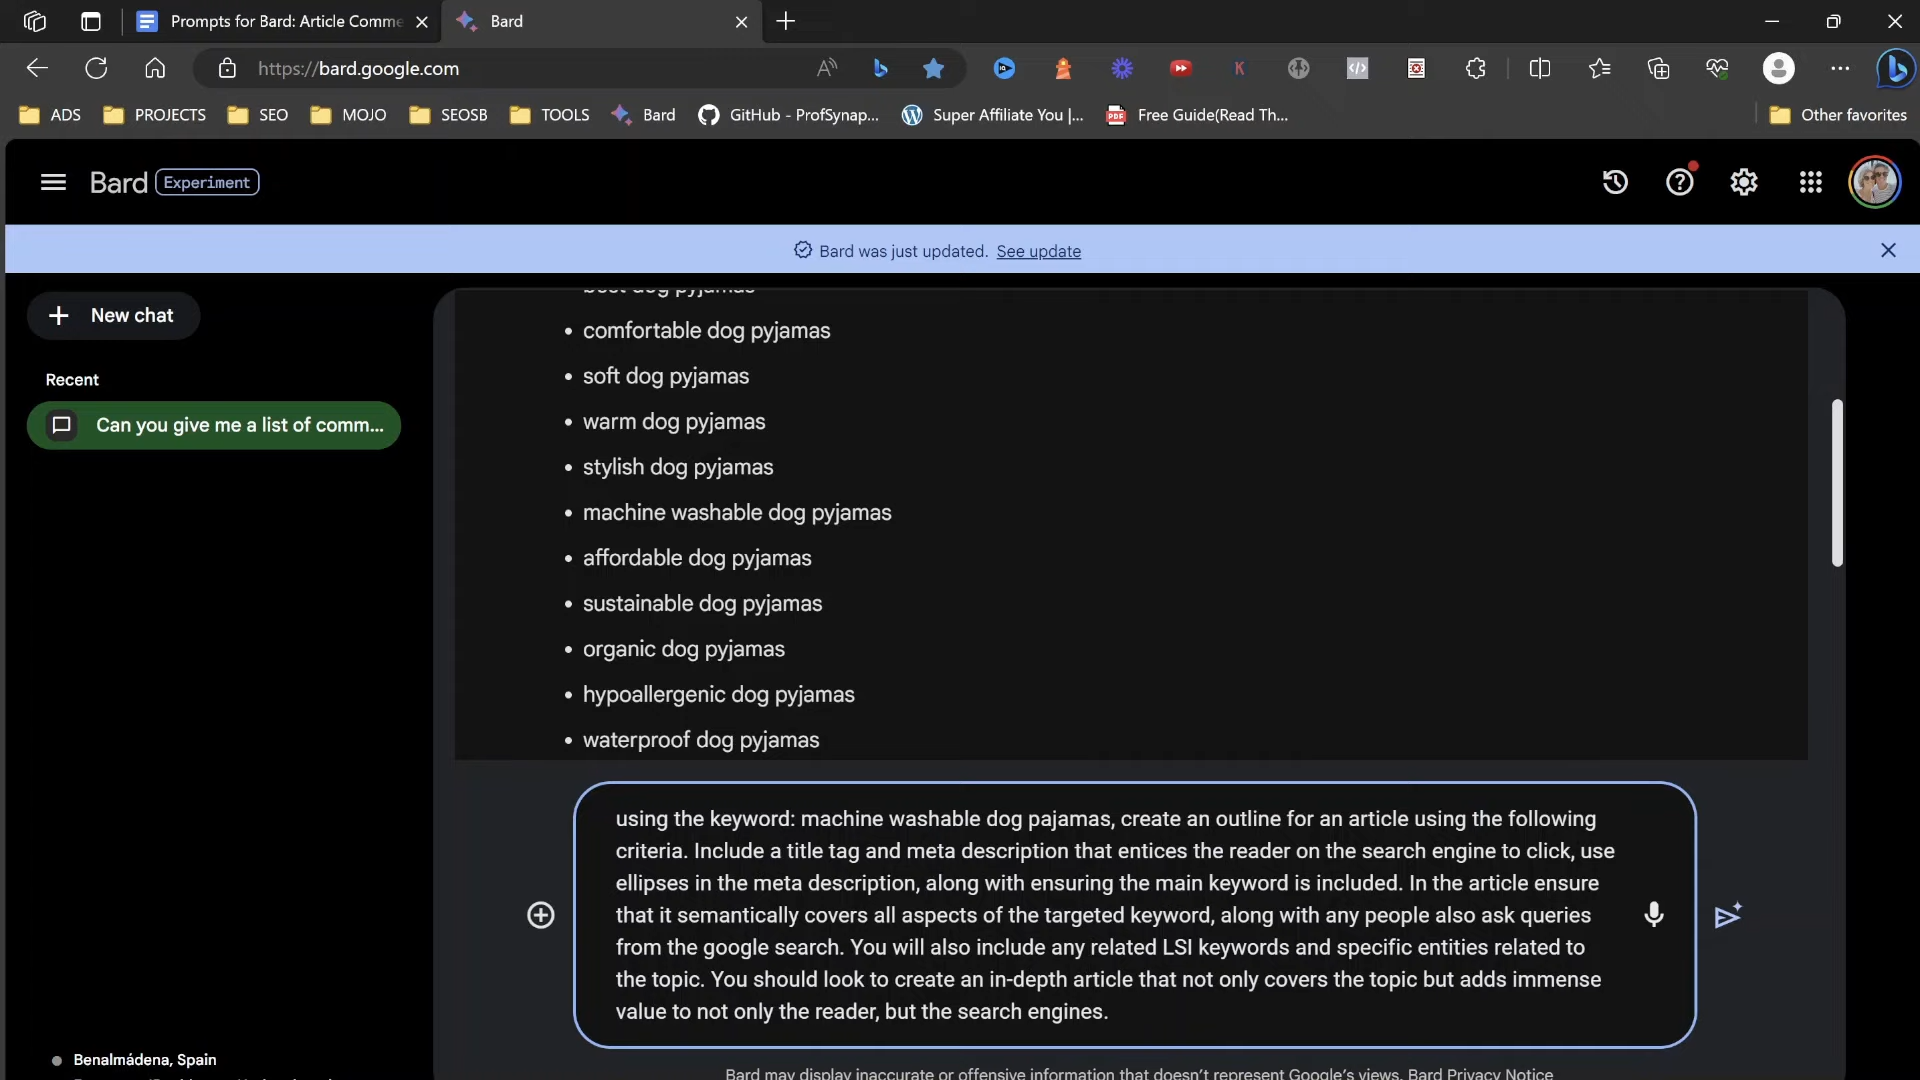 Prompts for Bard: Article Comme
Bard
https://bard.google.com
ADS
PROJECTS
SEO
MOJO
SEOSB
TOOLS
Bard
GitHub - ProfSynap...
Super Affiliate You |...
Free Guide(Read Th...
Other favorites
Bard Experiment
Bard was just updated. See update
New chat
Recent
Can you give me a list of comm...
best dog pyjamas
• comfortable dog pyjamas
• soft dog pyjamas
• warm dog pyjamas
• stylish dog pyjamas
• machine washable dog pyjamas
• affordable dog pyjamas
• sustainable dog pyjamas
• organic dog pyjamas
• hypoallergenic dog pyjamas
• waterproof dog pyjamas
using the keyword: machine washable dog pajamas, create an outline for an article using the following
criteria. Include a title tag and meta description that entices the reader on the search engine to click, use
ellipses in the meta description, along with ensuring the main keyword is included. In the article ensure
that it semantically covers all aspects of the targeted keyword, along with any people also ask queries
from the google search. You will also include any related LSI keywords and specific entities related to
the topic. You should look to create an in-depth article that not only covers the topic but adds immense
value to not only the reader, but the search engines.
Benalmádena, Spain
Bard may display inaccurate or offensive information that doesn't represent Google's views. Bard Privacy Notice